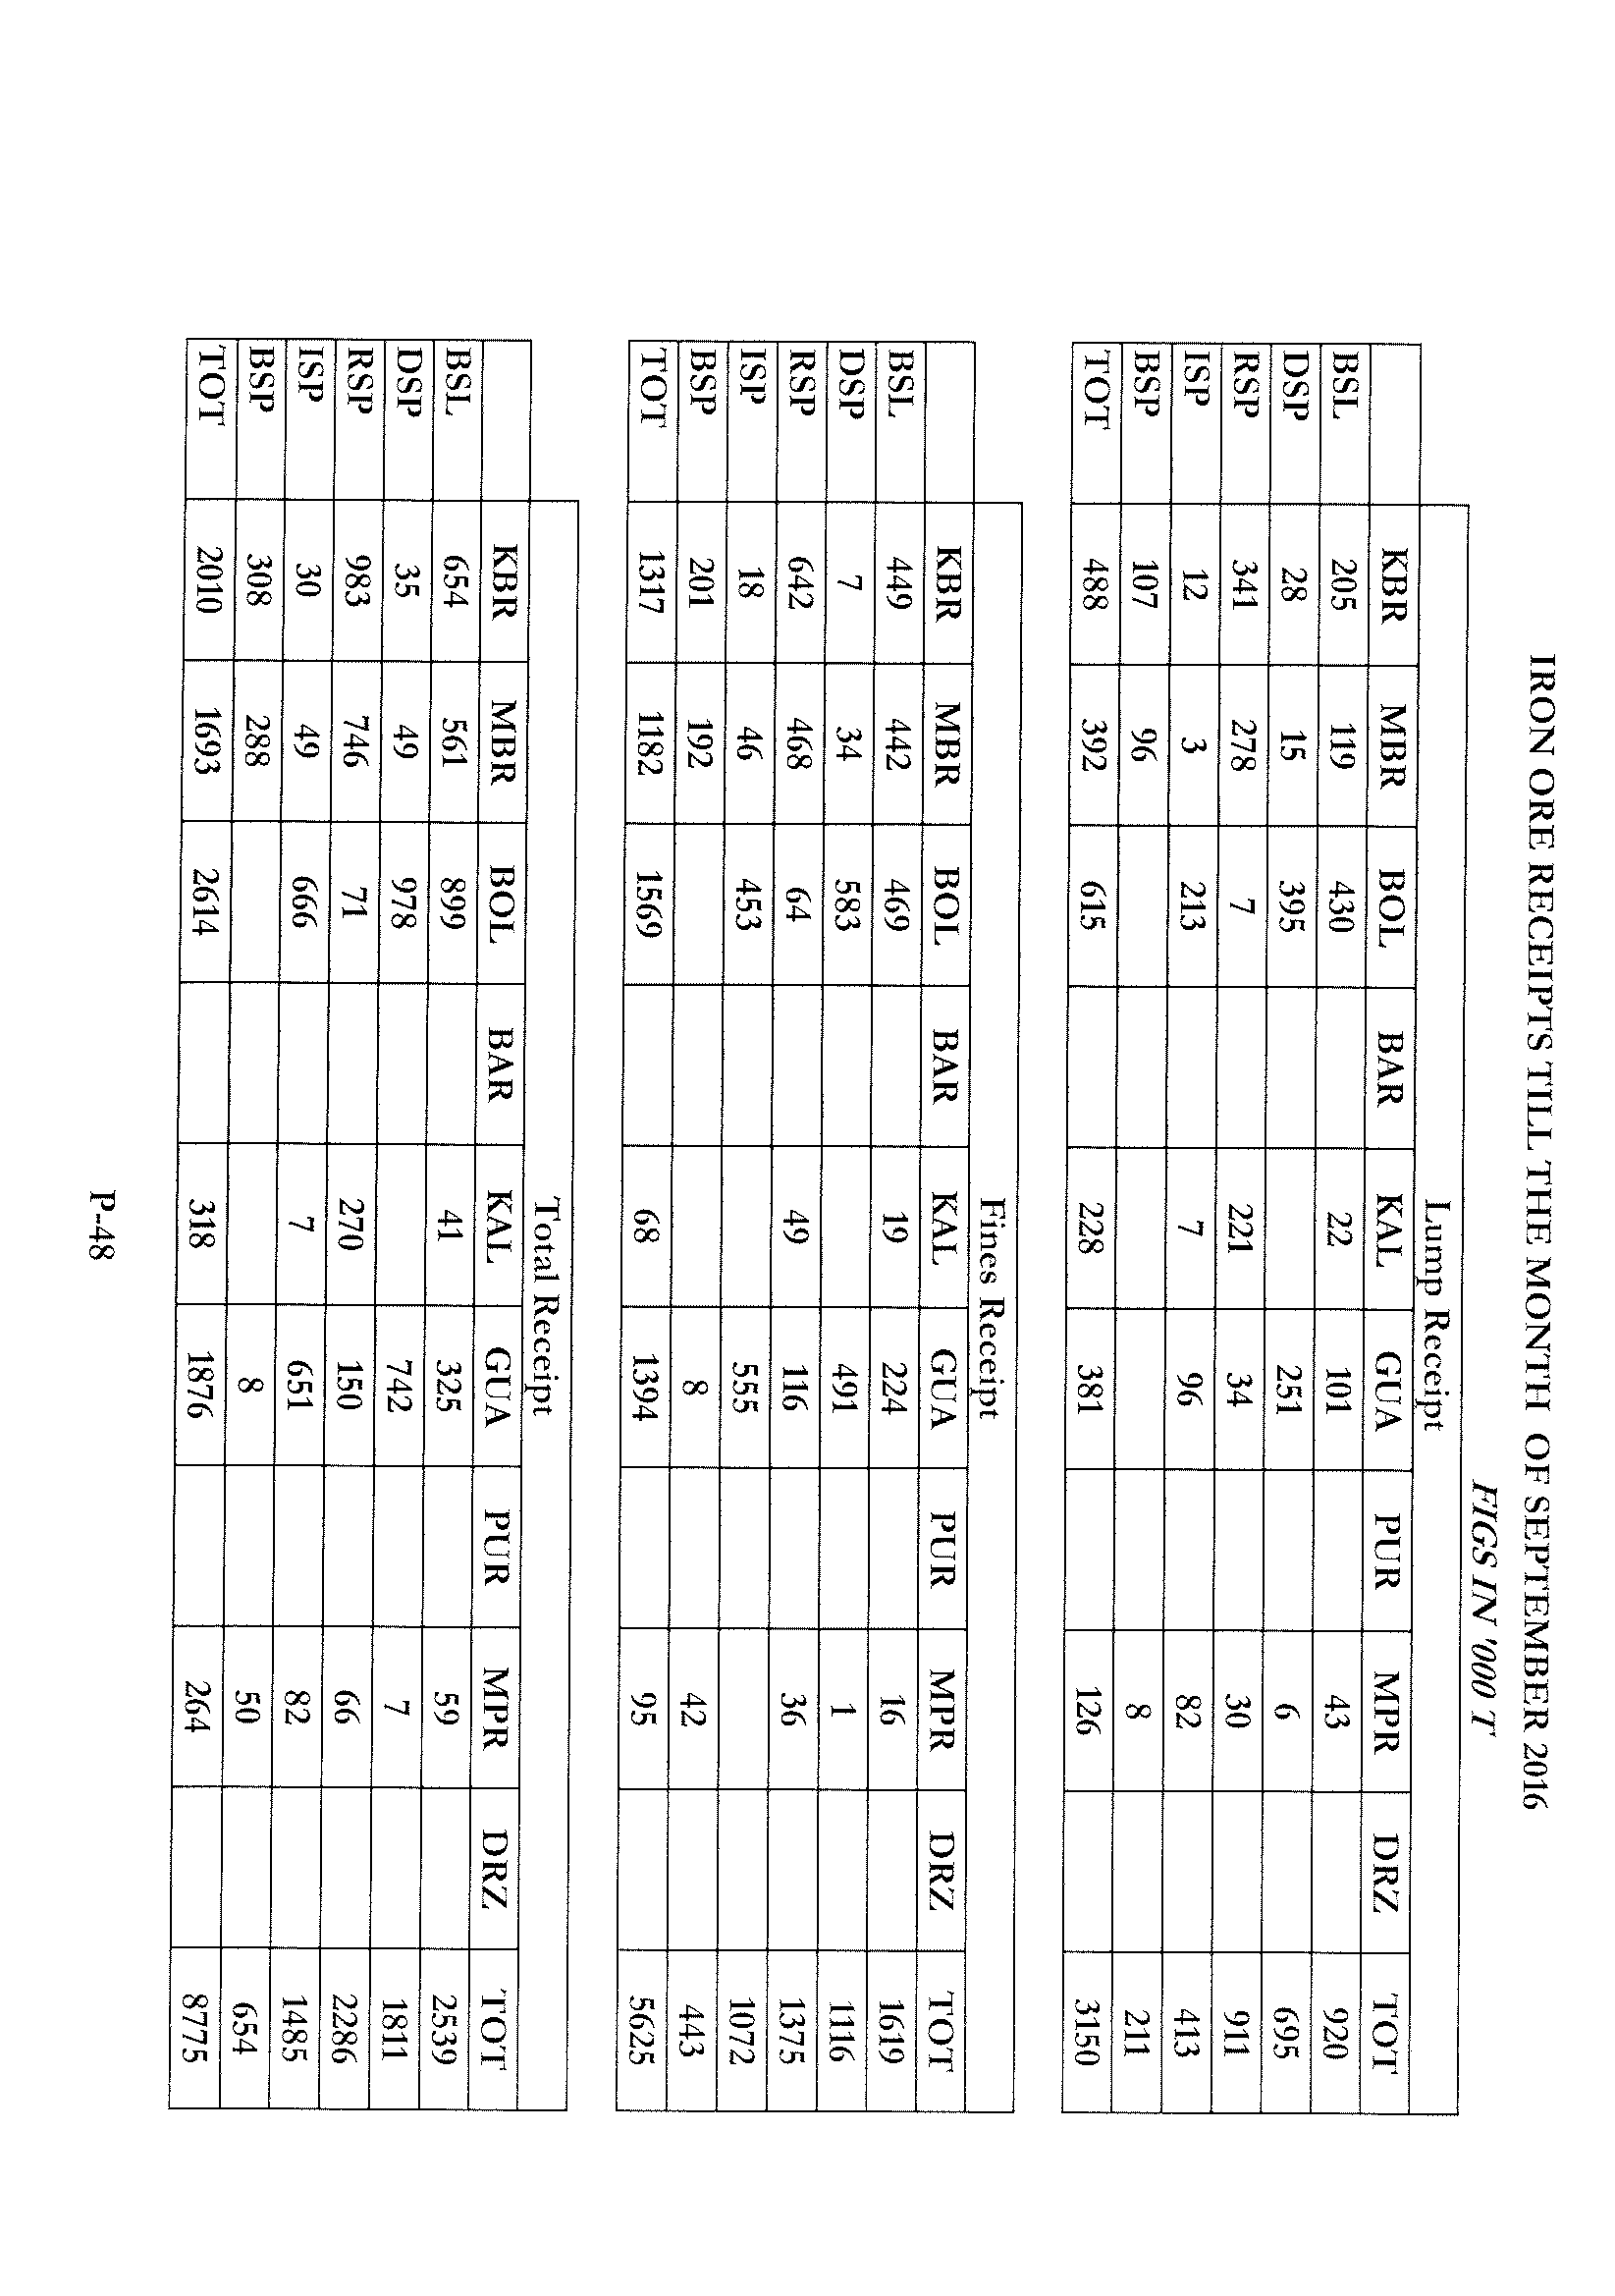 IRON ORE RECEIPTS TILL THE MONTH OF SEPTEMBER 2016
FIGS IN '000 T
Lump Receipt
KBR MBR BOL BAR KAL GUA PUR MPR DRZ TOT
BSL 205 119 430 22 101 43 920
DSP 28 15 395 251 6 695
RSP 341 278 7 221 34 30 911
ISP 12 3 213 7 96 82 413
BSP 107 96 8 211
TOT 488 392 615 228 381 126 3150
Fines Receipt
KBR MBR BOL BAR KAL GUA PUR MPR DRZ TOT
BSL 449 442 469 19 224 16 1619
DSP 7 34 583 491 1 1116
RSP 642 468 64 49 116 36 1375
ISP 18 46 453 555 1072
BSP 201 192 8 42 443
TOT 1317 1182 1569 68 1394 95 5625
Total Receipt
KBR MBR BOL BAR KAL GUA PUR MPR DRZ TOT
BSL 654 561 899 41 325 59 2539
DSP 35 49 978 742 7 1811
RSP 983 746 71 270 150 66 2286
ISP 30 49 666 7 651 82 1485
BSP 308 288 8 50 654
TOT 2010 1693 2614 318 1876 264 8775
P-48